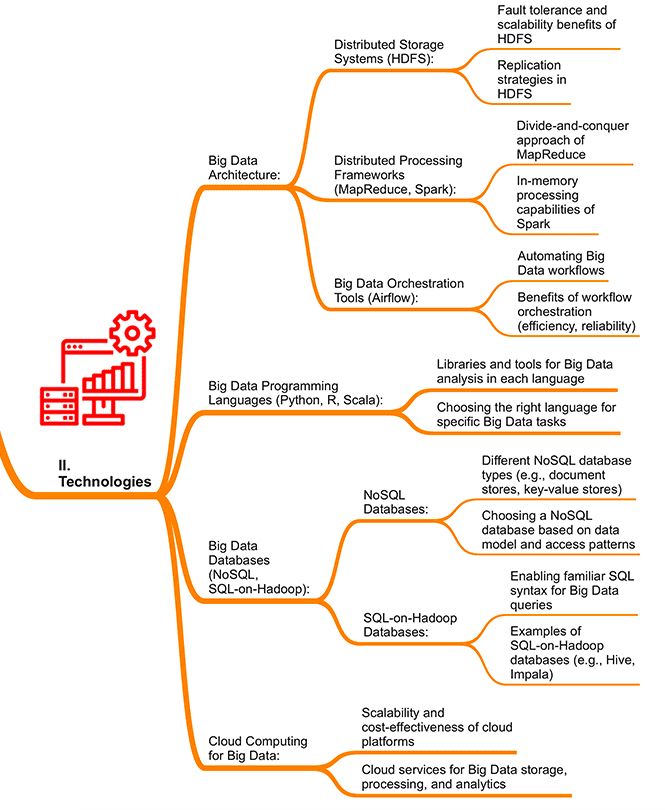 II.
Technologies
Big Data
Architecture:
Distributed Storage
Systems (HDFS):
Fault tolerance and
scalability benefits of
HDFS
Replication
strategies in
HDFS
Distributed Processing
Frameworks
(MapReduce, Spark):
Divide-and-conquer
approach of
MapReduce
In-memory
processing
capabilities of
Spark
Big Data Orchestration
Tools (Airflow):
Automating Big
Data workflows
Benefits of workflow
orchestration
(efficiency, reliability)
Big Data Programming
Languages (Python, R, Scala):
Libraries and tools for Big Data
analysis in each language
Choosing the right language for
specific Big Data tasks
Big Data
Databases
(NoSQL,
SQL-on-Hadoop):
NoSQL
Databases:
Different NoSQL database
types (e.g., document
stores, key-value stores)
Choosing a NoSQL
database based on data
model and access patterns
SQL-on-Hadoop
Databases:
Enabling familiar SQL
syntax for Big Data
queries
Examples of
SQL-on-Hadoop
databases (e.g., Hive,
Impala)
Cloud Computing
for Big Data:
Scalability and
cost-effectiveness of cloud
platforms
Cloud services for Big Data storage,
processing, and analytics